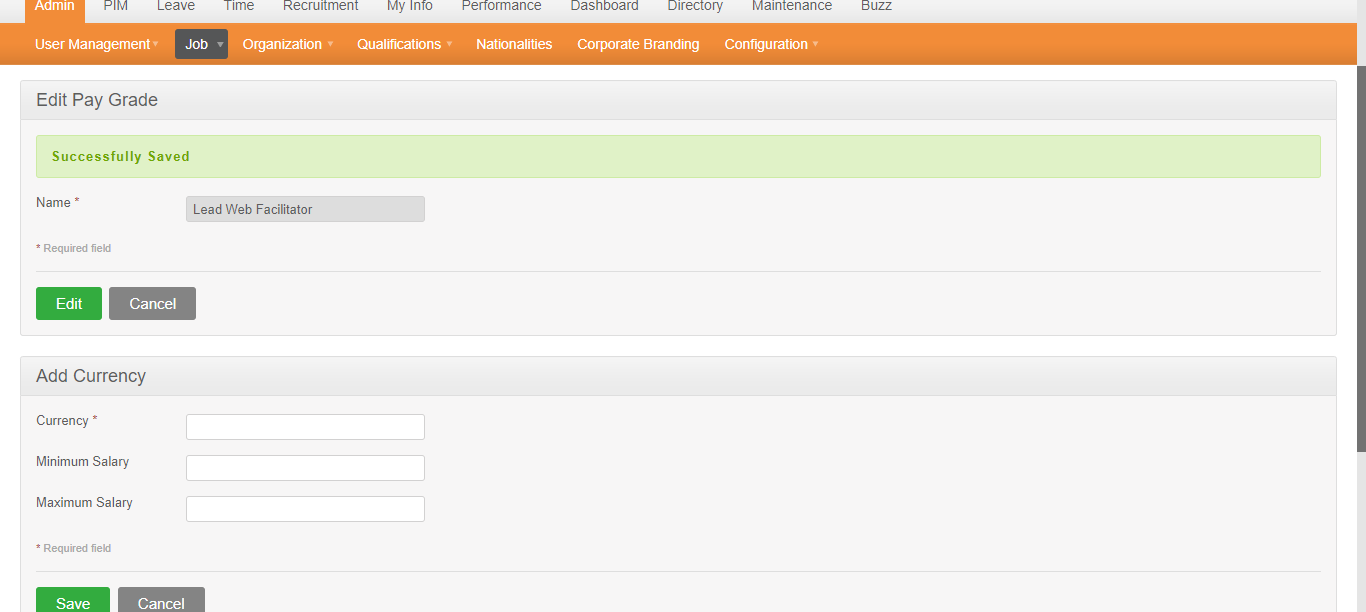 Admin PIM Leave Time Recruitment My Info Performance Dashboard Directory Maintenance Buzz
User Management Job Organization Qualifications Nationalities Corporate Branding Configuration
Edit Pay Grade
Successfully Saved
Name * Lead Web Facilitator
* Required field
Edit Cancel
Add Currency
Currency *
Minimum Salary
Maximum Salary
* Required field
Save Cancel